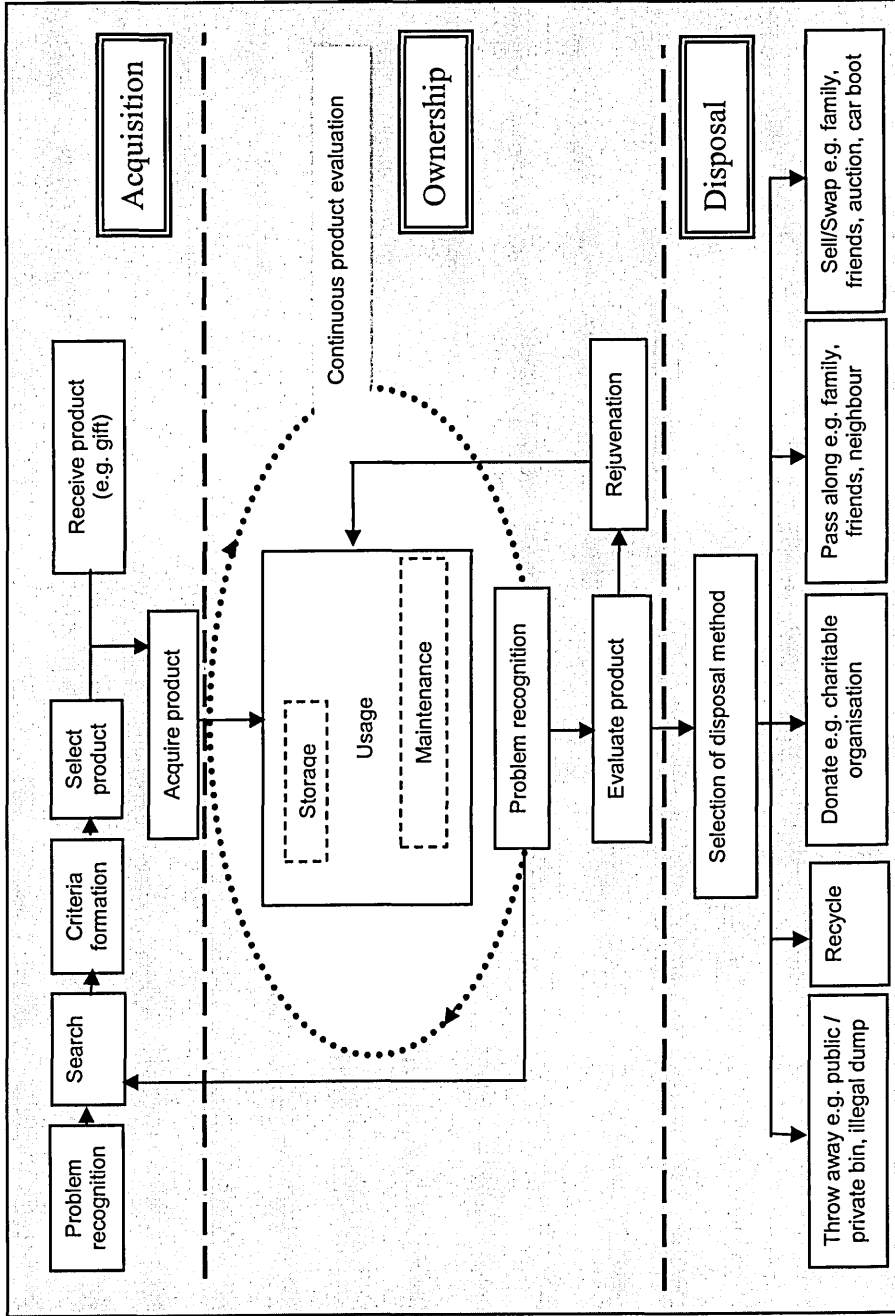 Acquisition
Problem
recognition
Search
Criteria
formation
Select
product
Receive product
(e.g. gift)
Acquire product
Continuous product evaluation
Ownership
Storage
Usage
Maintenance
Problem recognition
Evaluate product
Rejuvenation
Disposal
Selection of disposal method
Throw away e.g. public /
private bin, illegal dump
Recycle
Donate e.g. charitable
organisation
Pass along e.g. family,
friends, neighbour
Sell/Swap e.g. family,
friends, auction, car boot